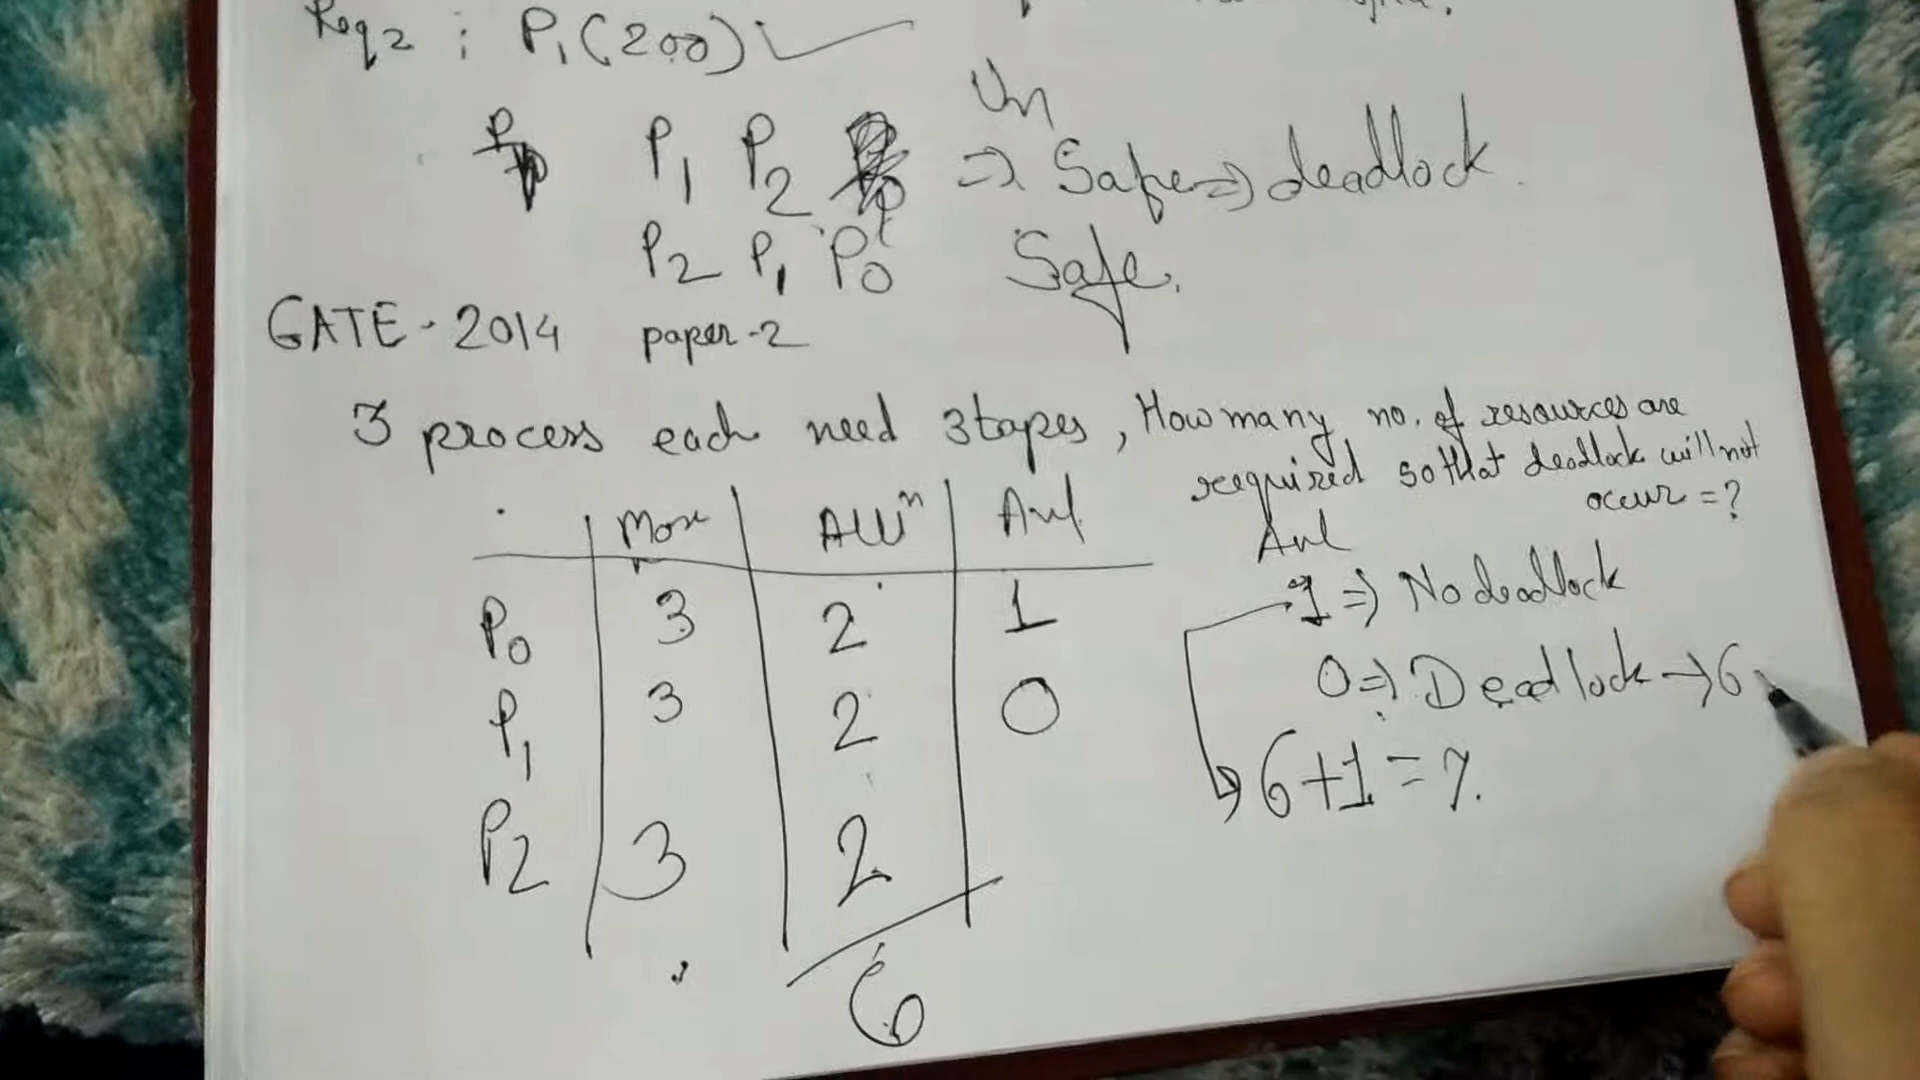 Req2 : P1(200)
P1 P2 => Un Safe => deadlock
P2 P1 P0 Safe.
GATE - 2014 paper-2
3 process each need 3 tapes, How many no. of resources are
required so that deadlock will not
occur = ?
Max Allⁿ Avl
P0 3 2 1
P1 3 2 0
P2 3 2
6
Avl
1 => No deadlock
0 => Deadlock → 6
6+1 = 7.